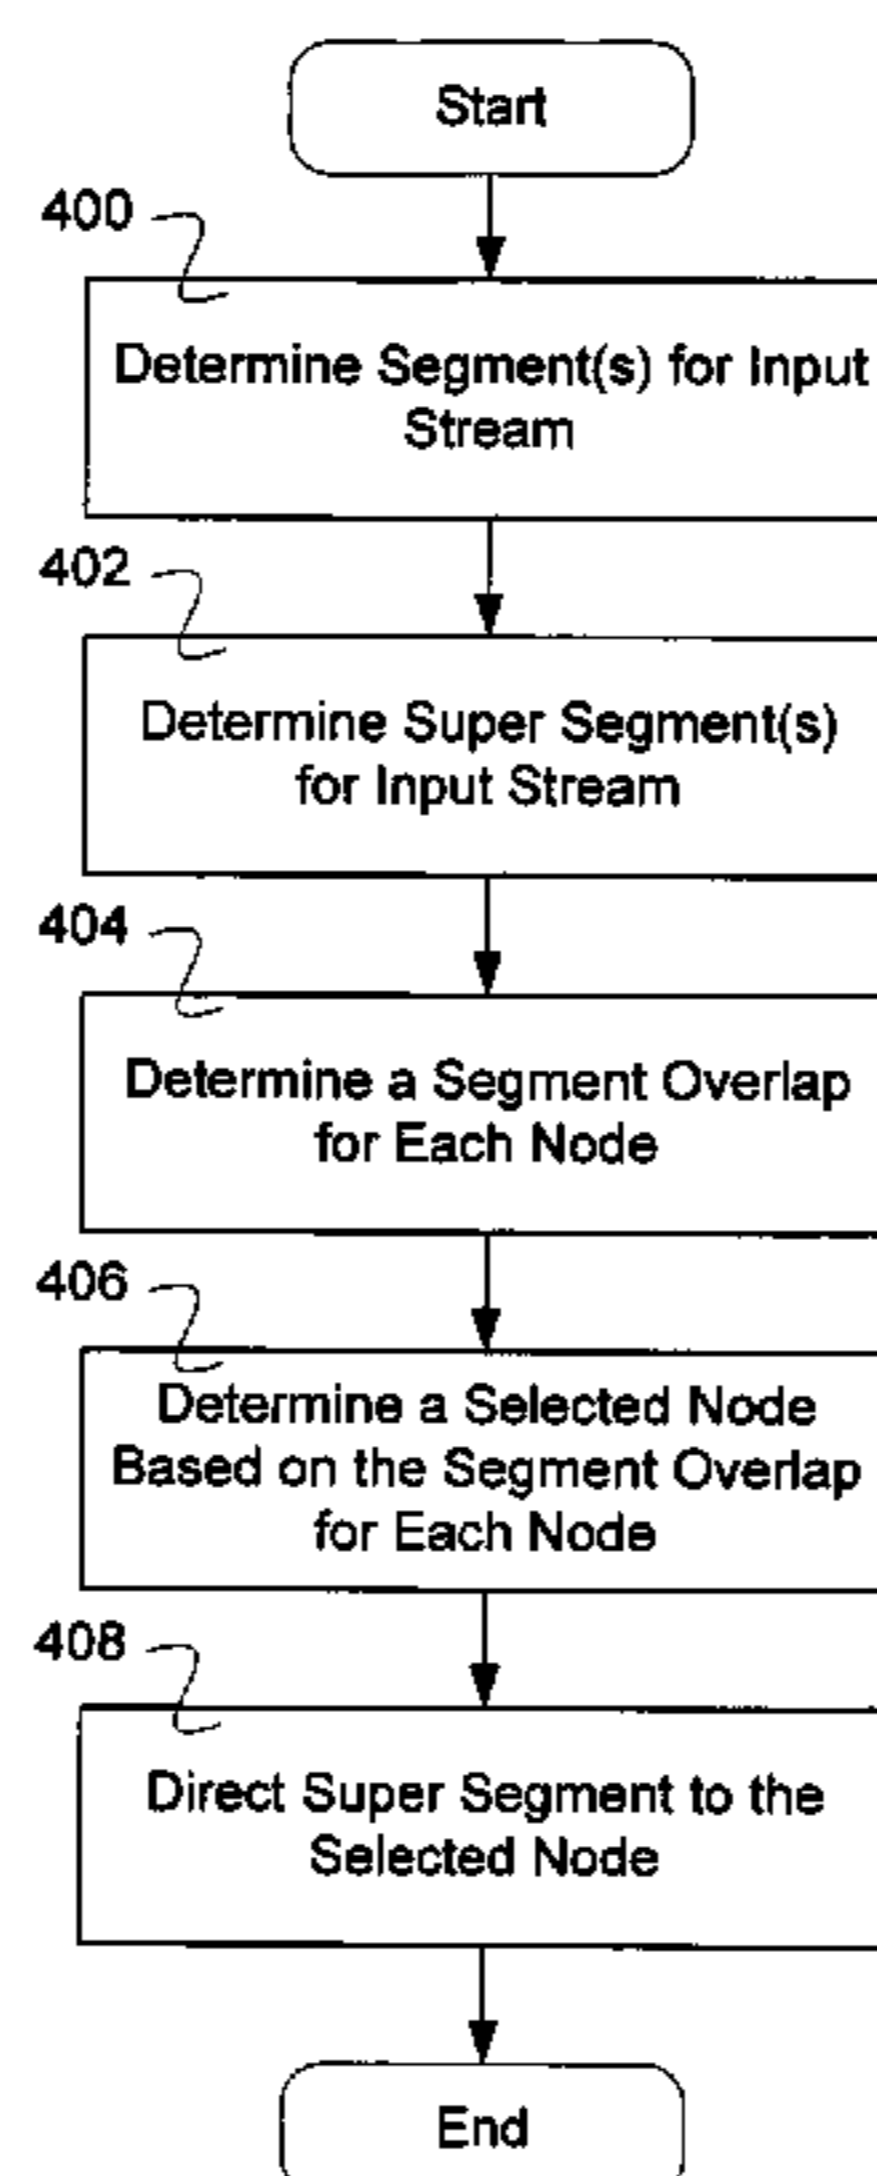 Start
400
Determine Segment(s) for Input
Stream
402
Determine Super Segment(s)
for Input Stream
404
Determine a Segment Overlap
for Each Node
406
Determine a Selected Node
Based on the Segment Overlap
for Each Node
408
Direct Super Segment to the
Selected Node
End